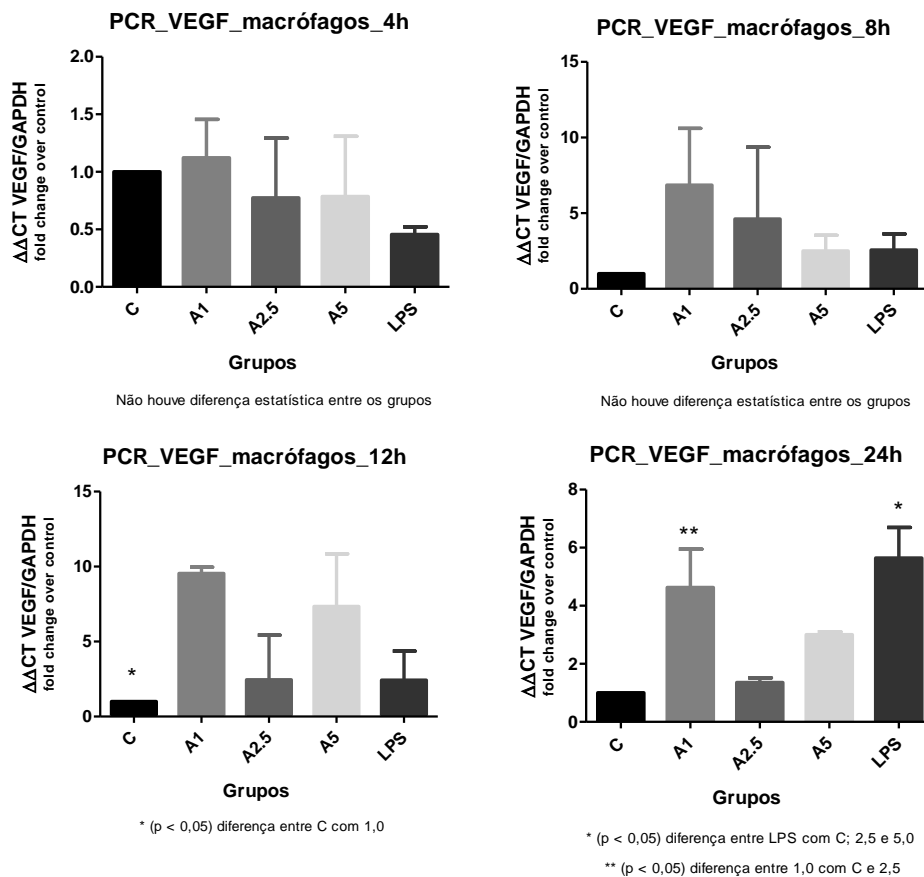 PCR_VEGF_macrófagos_4h
ΔΔCT VEGF/GAPDH
fold change over control
2.0
1.5
1.0
0.5
0.0
C
A1
A2.5
A5
LPS
Grupos
Não houve diferença estatística entre os grupos
PCR_VEGF_macrófagos_8h
ΔΔCT VEGF/GAPDH
fold change over control
15
10
5
0
C
A1
A2.5
A5
LPS
Grupos
Não houve diferença estatística entre os grupos
PCR_VEGF_macrófagos_12h
ΔΔCT VEGF/GAPDH
fold change over control
15
10
5
0
*
C
A1
A2.5
A5
LPS
Grupos
* (p < 0,05) diferença entre C com 1,0
PCR_VEGF_macrófagos_24h
ΔΔCT VEGF/GAPDH
fold change over control
8
6
4
2
0
**
*
C
A1
A2.5
A5
LPS
Grupos
* (p < 0,05) diferença entre LPS com C; 2,5 e 5,0
** (p < 0,05) diferença entre 1,0 com C e 2,5